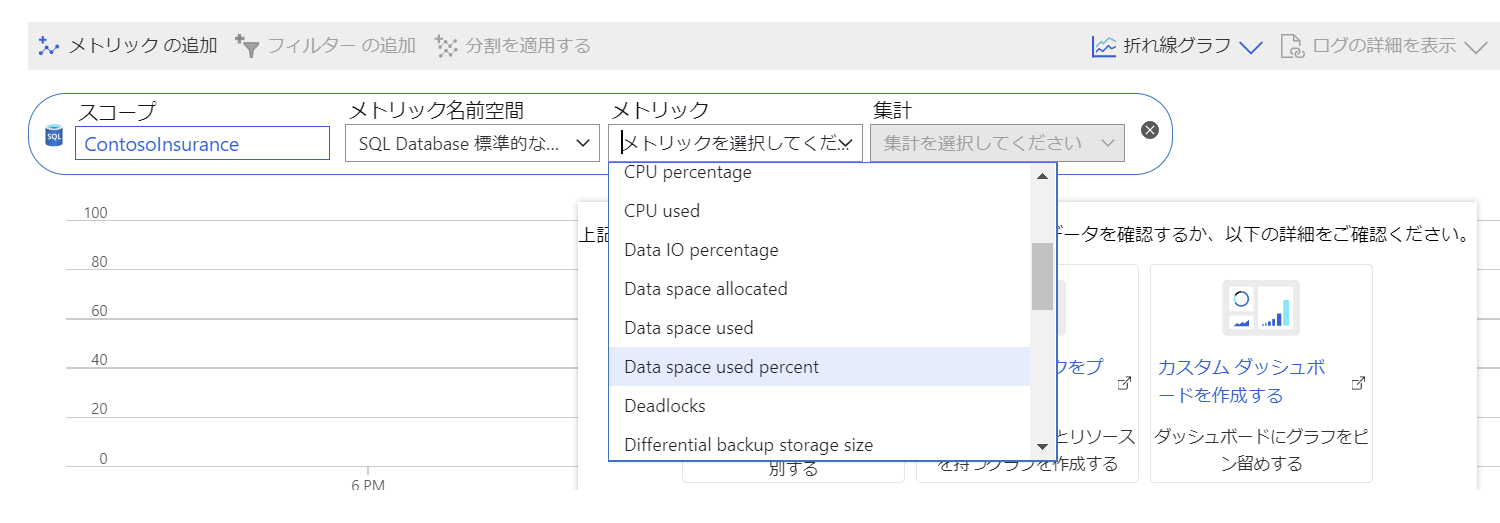 メトリック の追加
フィルター の追加
分割を適用する
折れ線グラフ
ログの詳細を表示
スコープ
メトリック名前空間
メトリック
集計
SQL
ContosoInsurance
SQL Database 標準的な...
メトリックを選択してくだ...
集計を選択してください
CPU percentage
CPU used
Data IO percentage
Data space allocated
Data space used
Data space used percent
Deadlocks
Differential backup storage size
100
80
60
40
20
0
6 PM
上記
データを確認するか、以下の詳細をご確認ください。
クをプ
カスタム ダッシュボ
ードを作成する
とリソース
ダッシュボードにグラフをピ
別する
を持つグラフを作成する
ン留めする